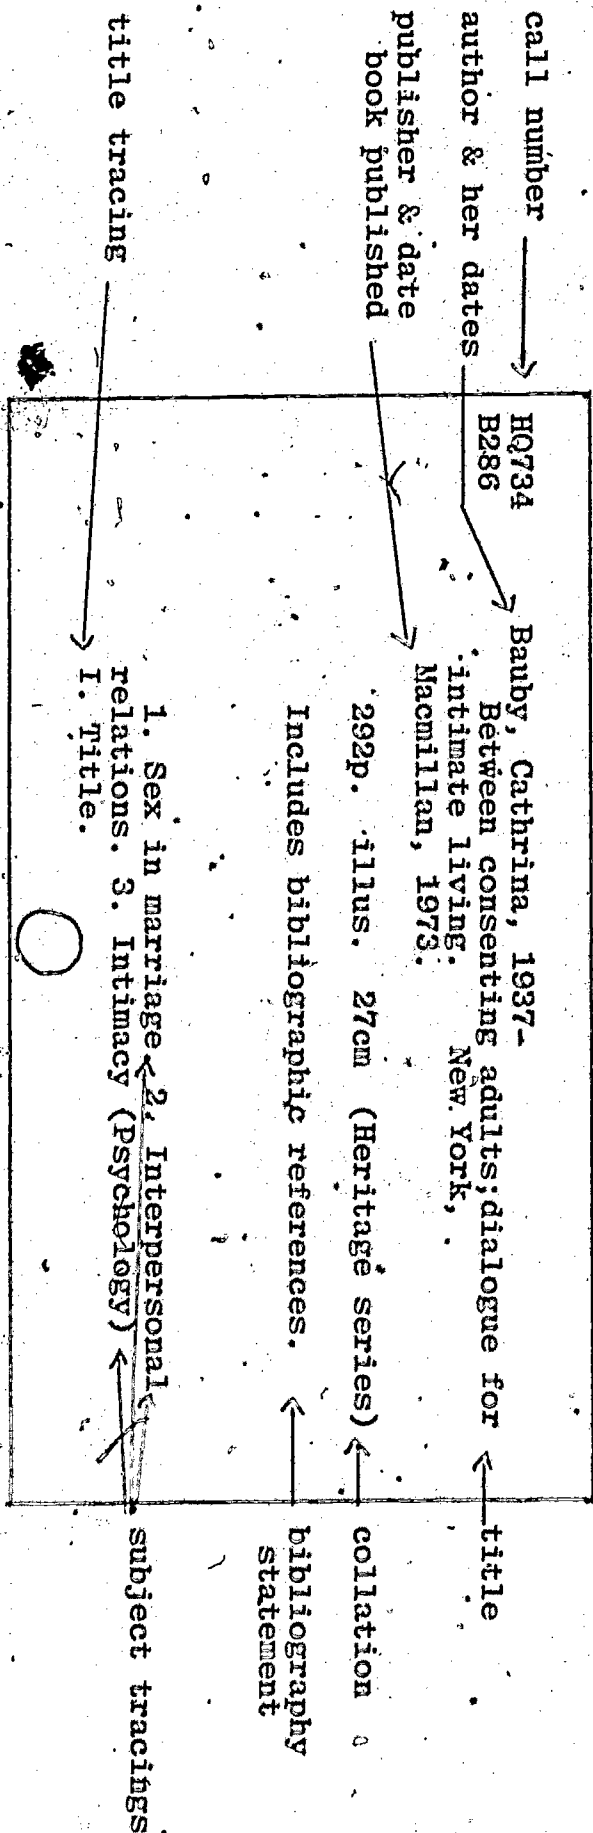 call number
author & her dates
publisher & date
book published
title tracing
HQ734
B286
Bauby, Cathrina, 1937-
Between consenting adults;dialogue for
intimate living. New York,
Macmillan, 1973.
292p. illus. 27cm (Heritage series)
Includes bibliographic references.
1. Sex in marriage. 2. Interpersonal
relations. 3. Intimacy (Psychology)
I. Title.
title
collation
bibliography
statement
subject tracings